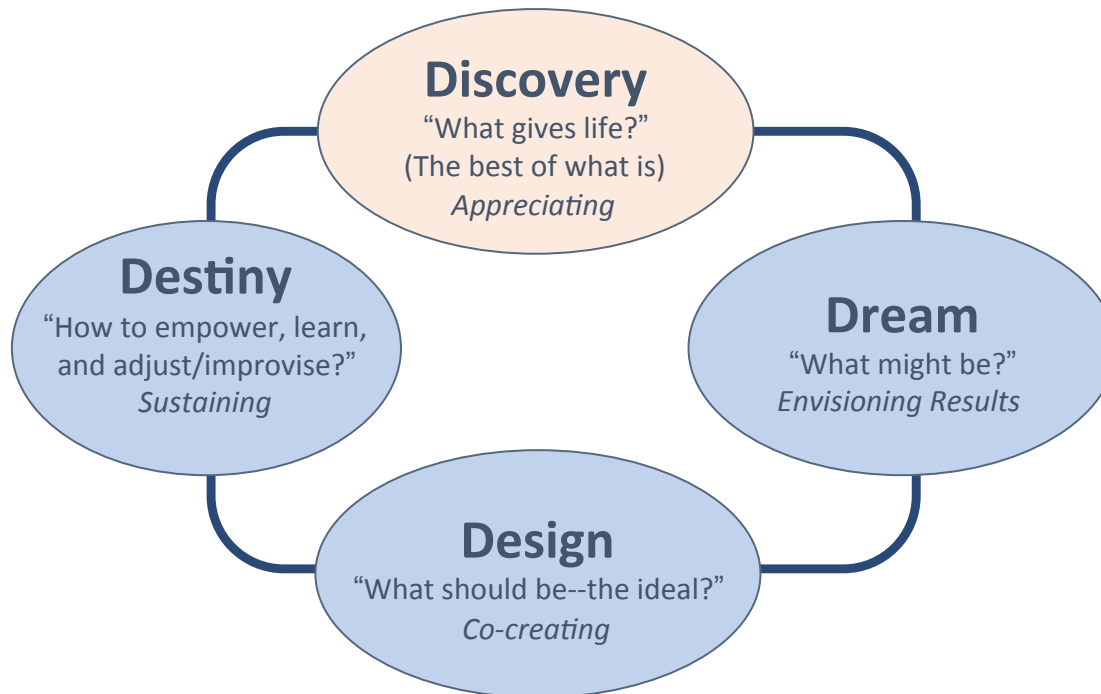 Discovery
“What gives life?”
(The best of what is)
Appreciating
Destiny
“How to empower, learn,
and adjust/improvise?”
Sustaining
Dream
“What might be?”
Envisioning Results
Design
“What should be--the ideal?”
Co-creating